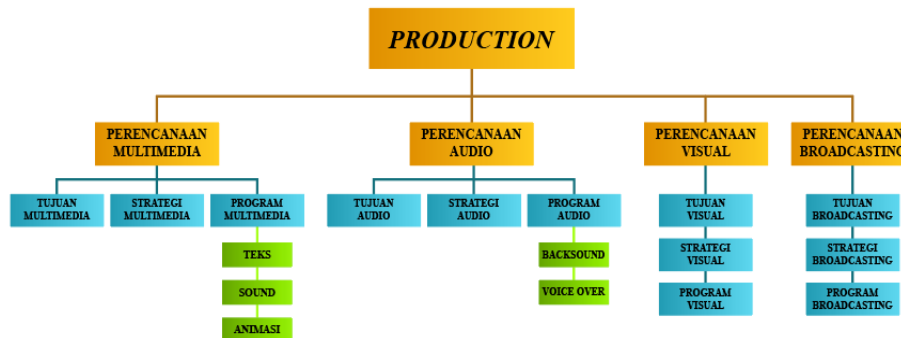 PRODUCTION
PERENCANAAN
MULTIMEDIA
PERENCANAAN
AUDIO
PERENCANAAN
VISUAL
PERENCANAAN
BROADCASTING
TUJUAN
MULTIMEDIA
STRATEGI
MULTIMEDIA
PROGRAM
MULTIMEDIA
TUJUAN
AUDIO
STRATEGI
AUDIO
PROGRAM
AUDIO
TUJUAN
VISUAL
TUJUAN
BROADCASTING
TEKS
BACKSOUND
STRATEGI
VISUAL
STRATEGI
BROADCASTING
SOUND
VOICE OVER
PROGRAM
VISUAL
PROGRAM
BROADCASTING
ANIMASI